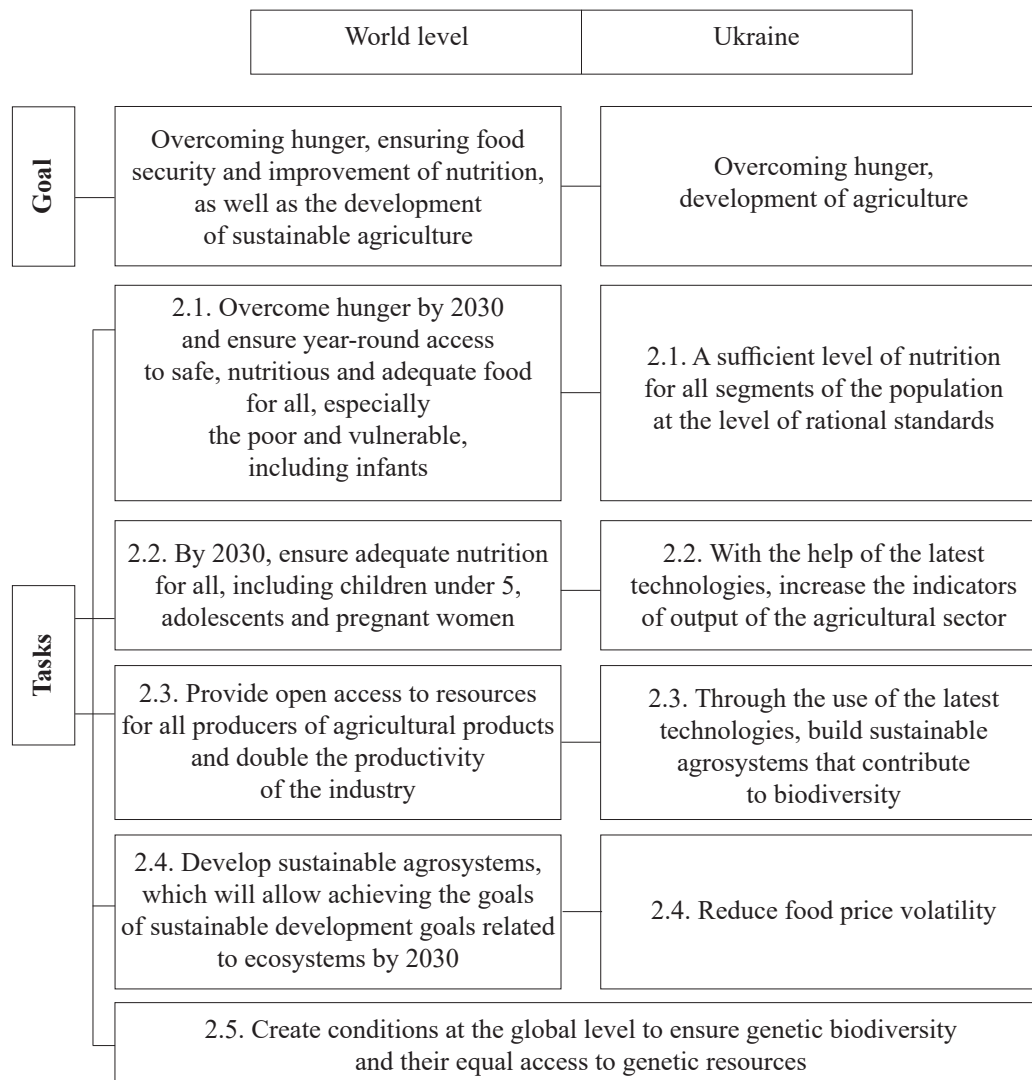 World level
Ukraine
Goal
Overcoming hunger, ensuring food
security and improvement of nutrition,
as well as the development
of sustainable agriculture
Overcoming hunger,
development of agriculture
Tasks
2.1. Overcome hunger by 2030
and ensure year-round access
to safe, nutritious and adequate food
for all, especially
the poor and vulnerable,
including infants
2.1. A sufficient level of nutrition
for all segments of the population
at the level of rational standards
2.2. By 2030, ensure adequate nutrition
for all, including children under 5,
adolescents and pregnant women
2.2. With the help of the latest
technologies, increase the indicators
of output of the agricultural sector
2.3. Provide open access to resources
for all producers of agricultural products
and double the productivity
of the industry
2.3. Through the use of the latest
technologies, build sustainable
agrosystems that contribute
to biodiversity
2.4. Develop sustainable agrosystems,
which will allow achieving the goals
of sustainable development goals related
to ecosystems by 2030
2.4. Reduce food price volatility
2.5. Create conditions at the global level to ensure genetic biodiversity
and their equal access to genetic resources